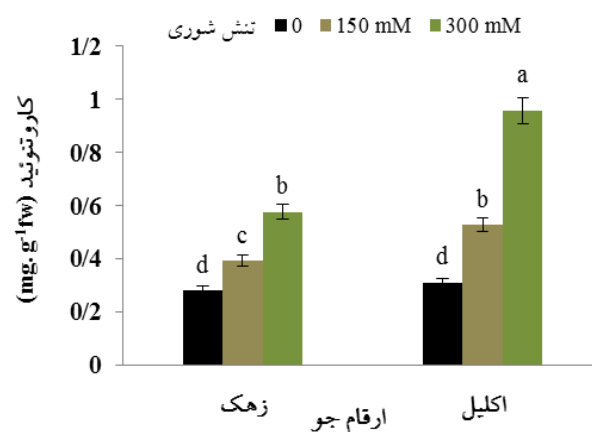 تنش شوری 0 150 mM 300 mM
کاروتنوئید (mg. g-1fw)
1/2
1
0/8
0/6
0/4
0/2
0
d c b d b a
زهک اکلیل
ارقام جو